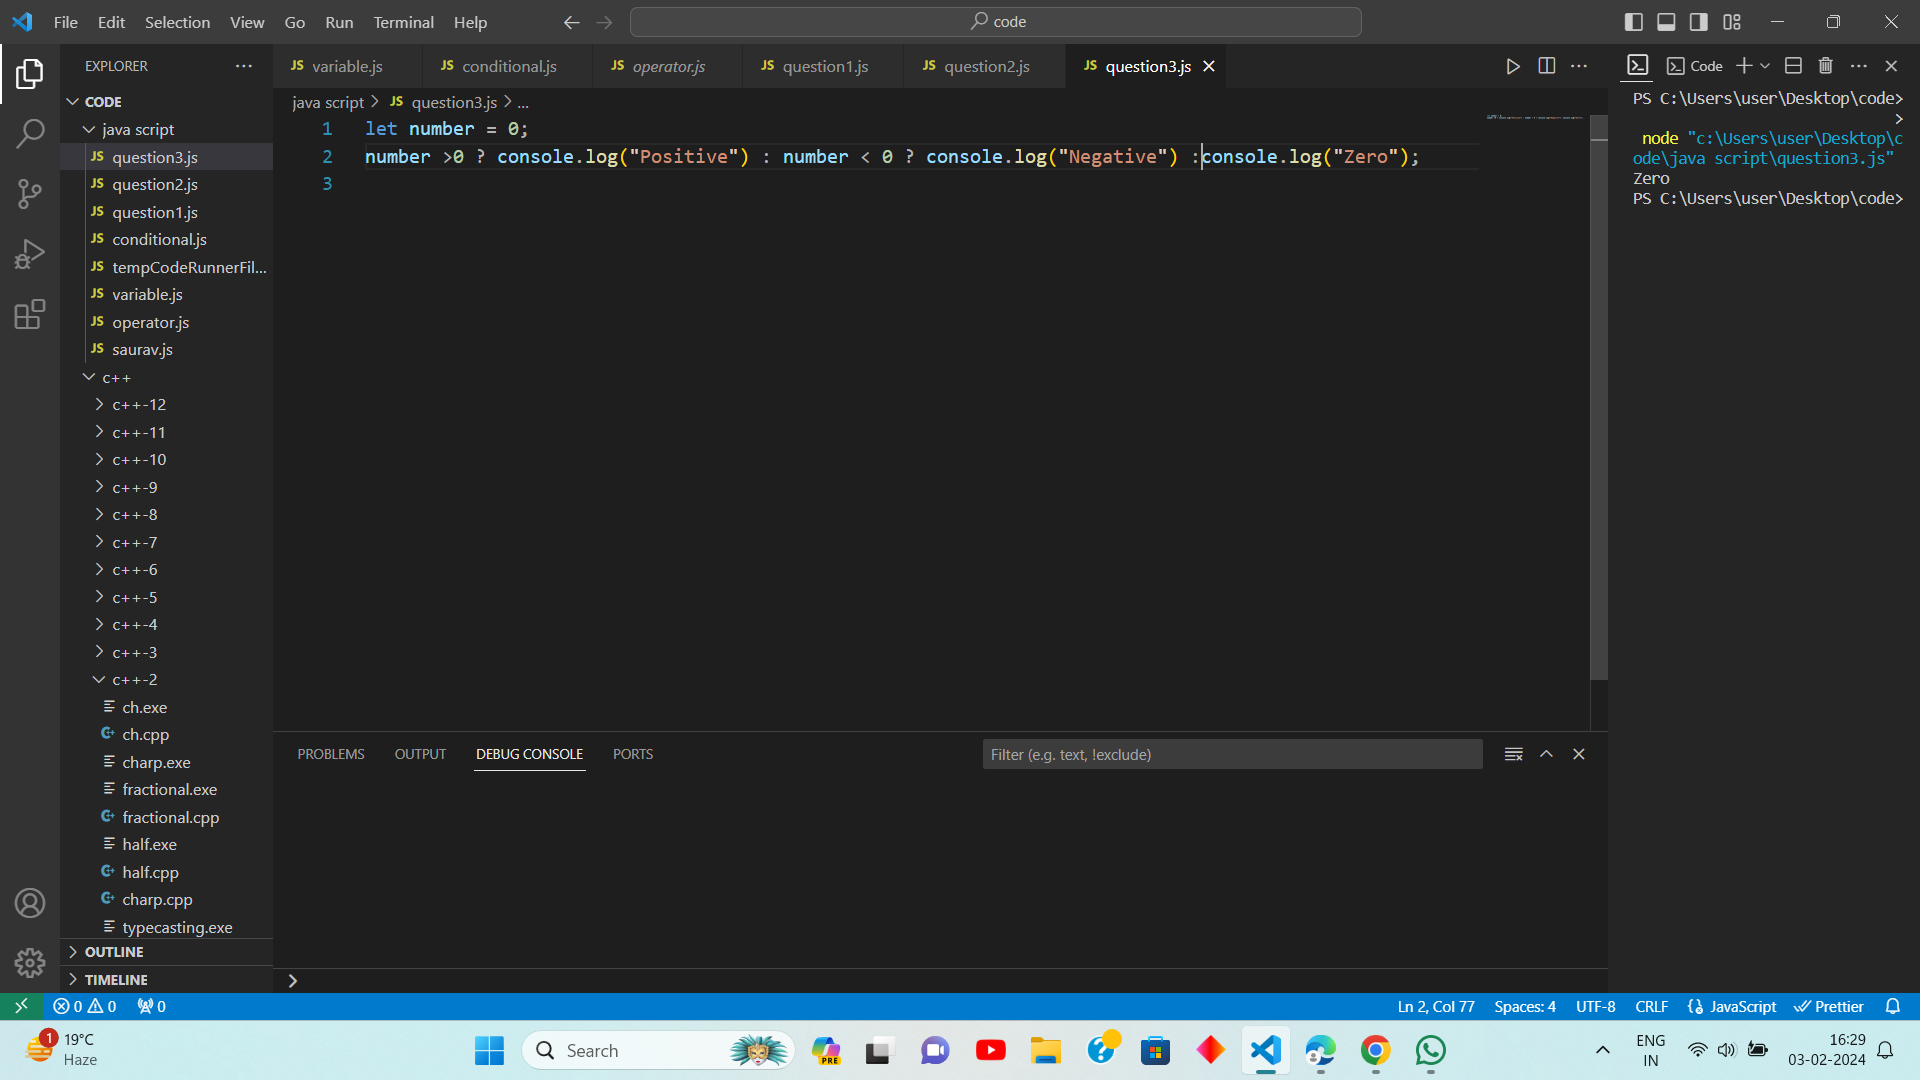 File Edit Selection View Go Run Terminal Help
code
EXPLORER
CODE
java script
JS question3.js
JS question2.js
JS question1.js
JS conditional.js
JS tempCodeRunnerFil...
JS variable.js
JS operator.js
JS saurav.js
c++
c++-12
c++-11
c++-10
c++-9
c++-8
c++-7
c++-6
c++-5
c++-4
c++-3
c++-2
ch.exe
ch.cpp
charp.exe
fractional.exe
fractional.cpp
half.exe
half.cpp
charp.cpp
typecasting.exe
OUTLINE
TIMELINE
JS variable.js JS conditional.js JS operator.js JS question1.js JS question2.js JS question3.js
java script > JS question3.js > ...
1 let number = 0;
2 number >0 ? console.log("Positive") : number < 0 ? console.log("Negative") :console.log("Zero");
3
PROBLEMS OUTPUT DEBUG CONSOLE PORTS
Filter (e.g. text, !exclude)
>
Code
PS C:\Users\user\Desktop\code>
>
node "c:\Users\user\Desktop\c
ode\java script\question3.js"
Zero
PS C:\Users\user\Desktop\code>
0 0 0
Ln 2, Col 77 Spaces: 4 UTF-8 CRLF {} JavaScript Prettier
1
19°C
Haze
Search
PRE
ENG
IN
16:29
03-02-2024